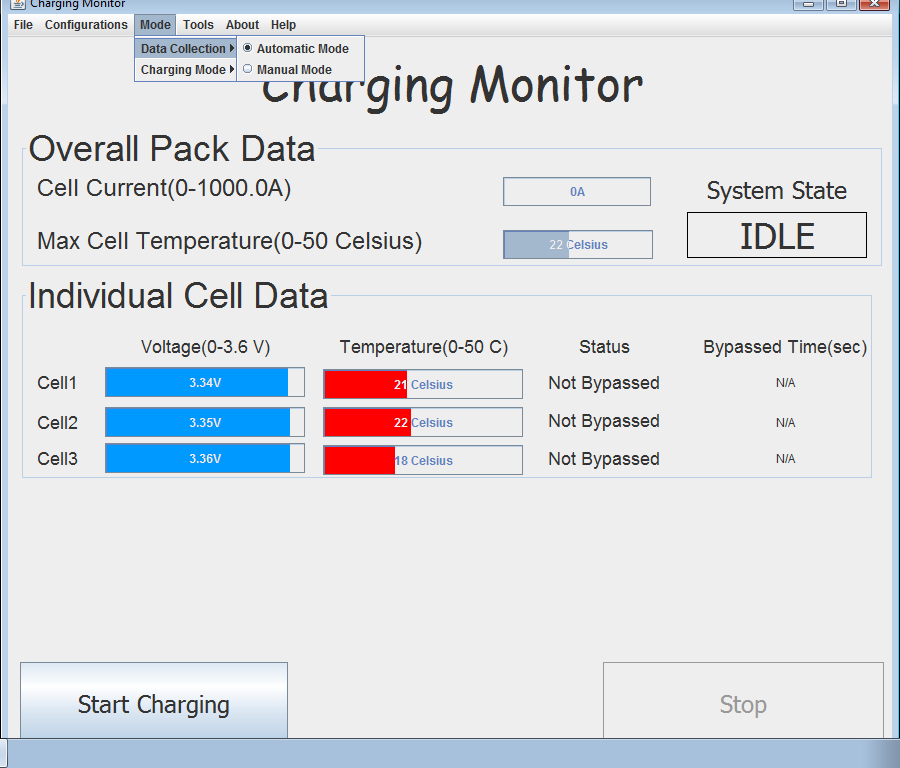 Charging Monitor
File Configurations Mode Tools About Help
Data Collection Automatic Mode
Charging Mode Manual Mode
Charging Monitor
Overall Pack Data
Cell Current(0-1000.0A) 0A System State
Max Cell Temperature(0-50 Celsius) 22 Celsius IDLE
Individual Cell Data
Voltage(0-3.6 V) Temperature(0-50 C) Status Bypassed Time(sec)
Cell1 3.34V 21 Celsius Not Bypassed N/A
Cell2 3.35V 22 Celsius Not Bypassed N/A
Cell3 3.36V 18 Celsius Not Bypassed N/A
Start Charging Stop